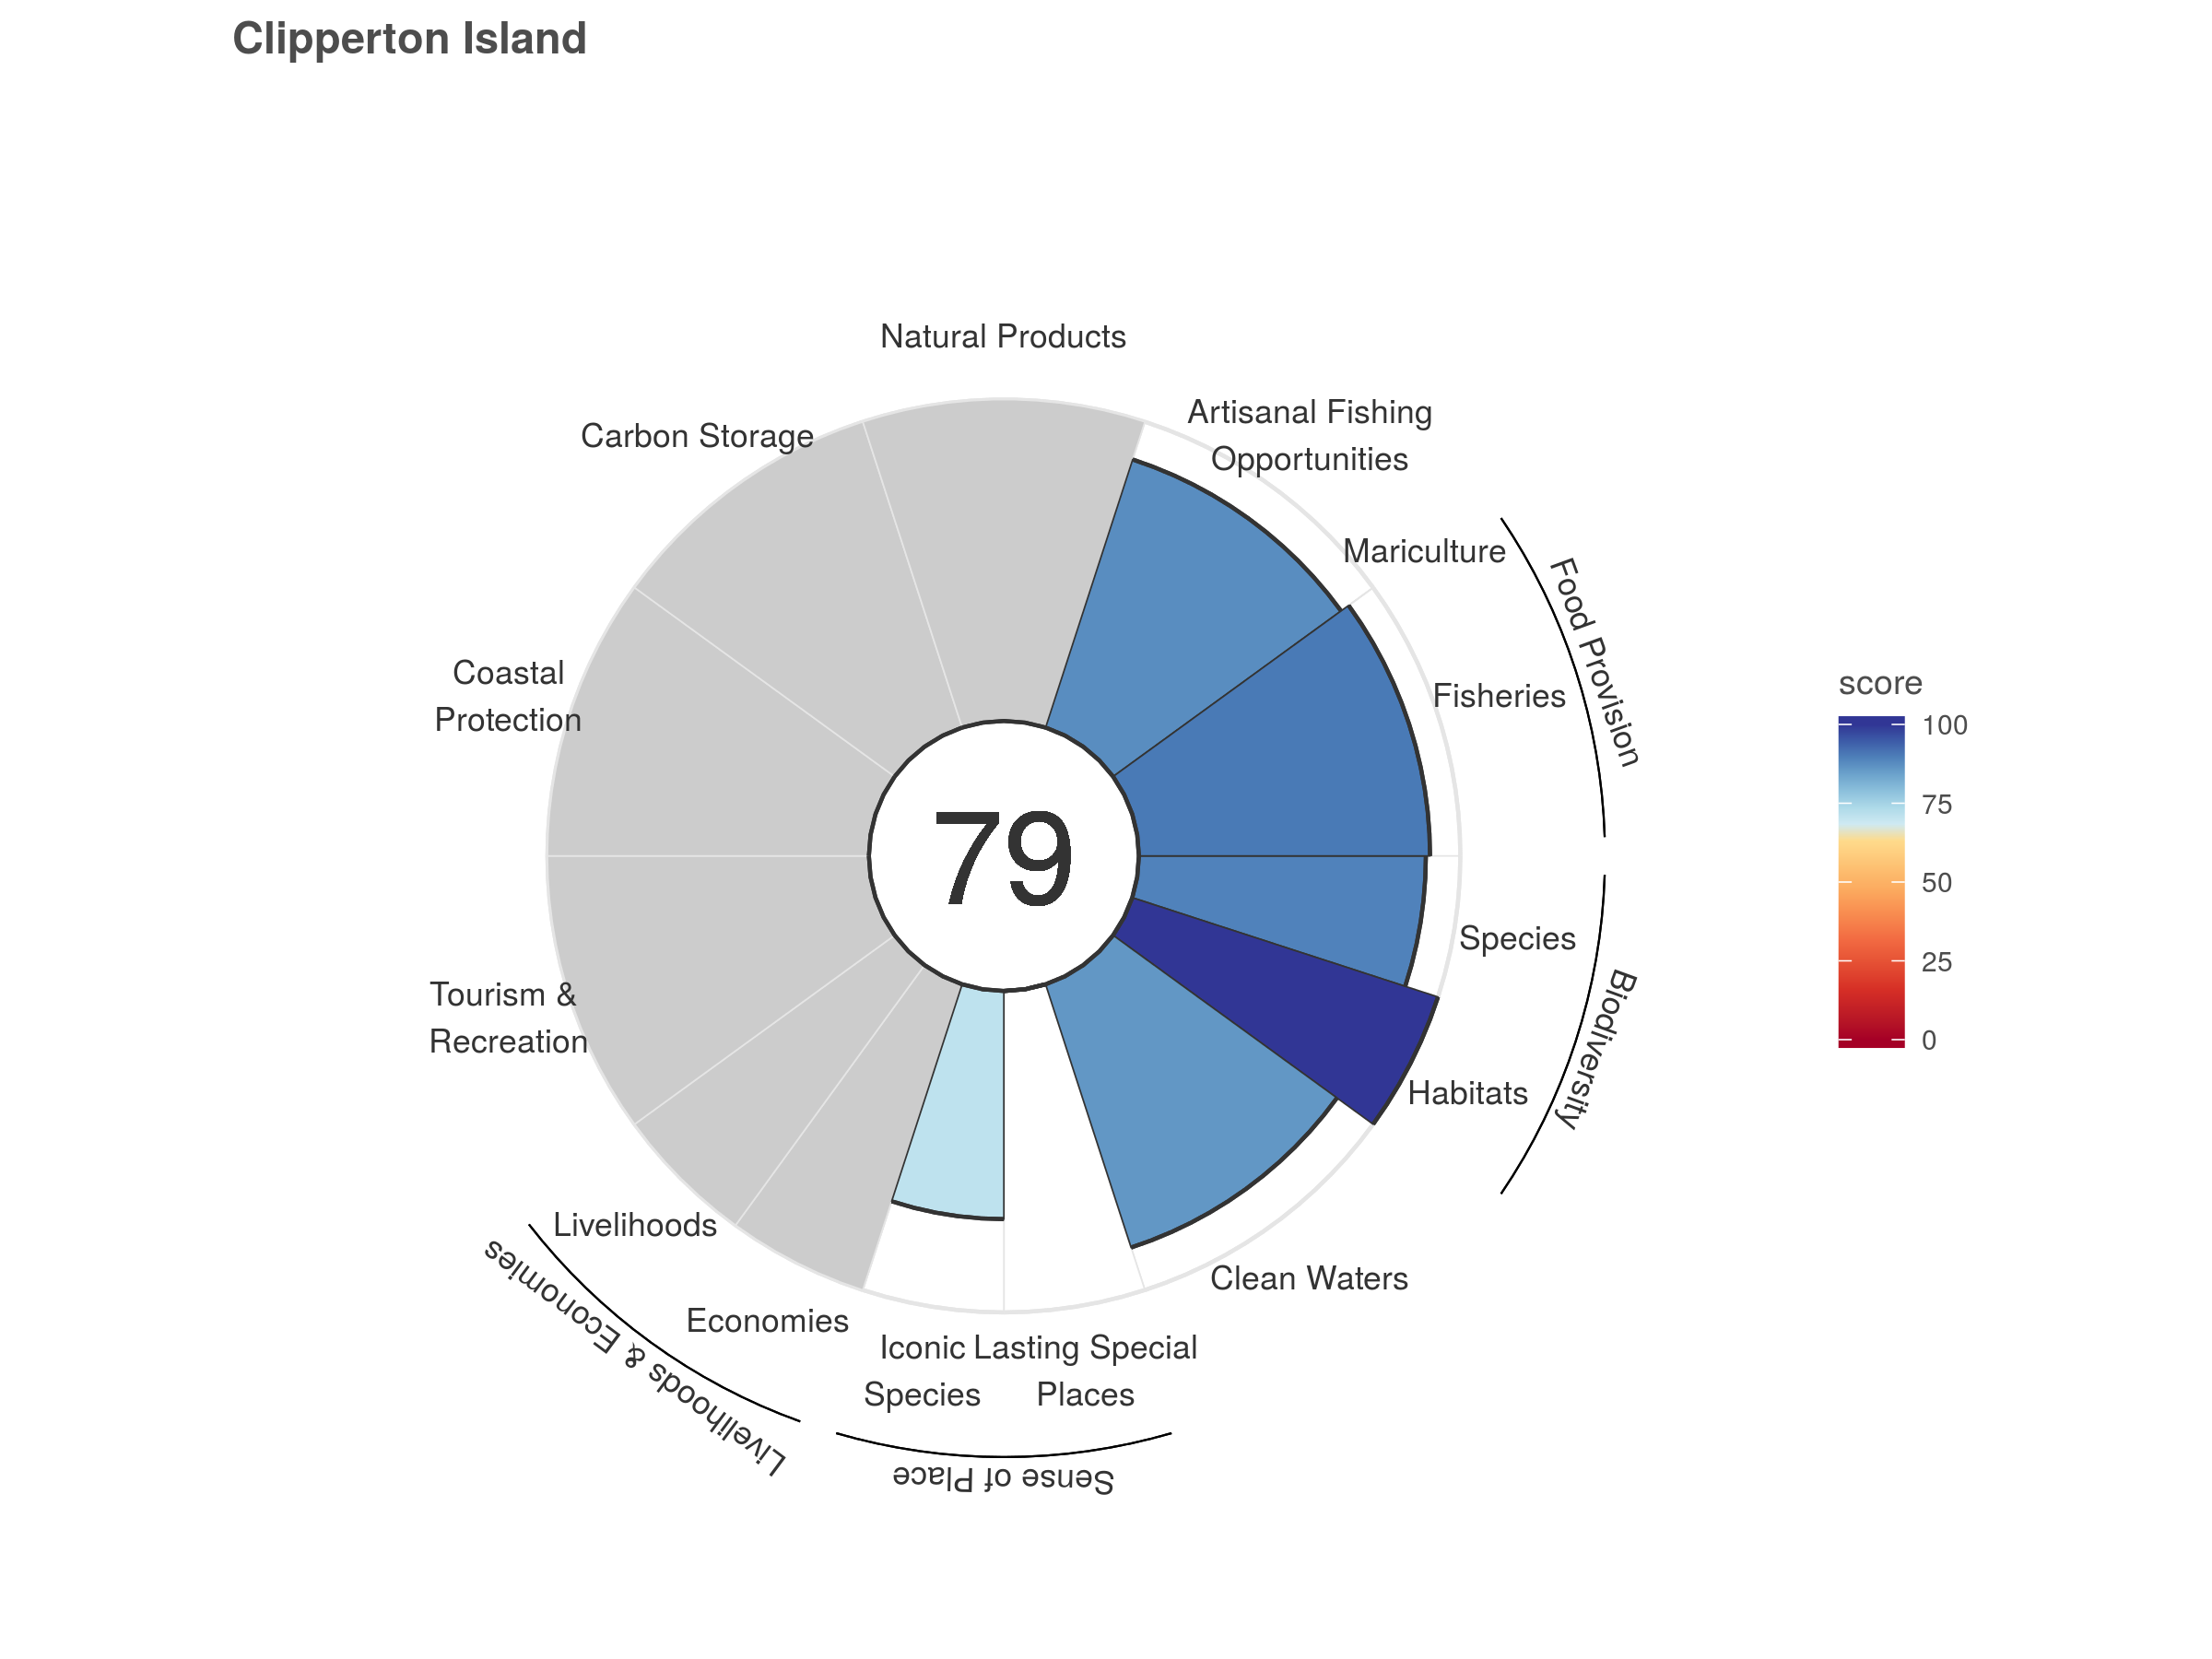 Clipperton Island
Natural Products
Artisanal Fishing
Opportunities
Carbon Storage
Mariculture
Food Provision
Fisheries
Coastal
Protection
score
100
75
50
25
0
79
Species
Biodiversity
Tourism &
Recreation
Habitats
Livelihoods
Clean Waters
Economies
Livelihoods & Economies
Iconic
Species
Lasting Special
Places
Sense of Place